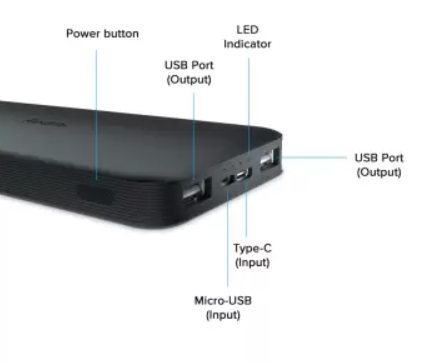 Power button
LED
Indicator
USB Port
(Output)
USB Port
(Output)
Type-C
(Input)
Micro-USB
(Input)